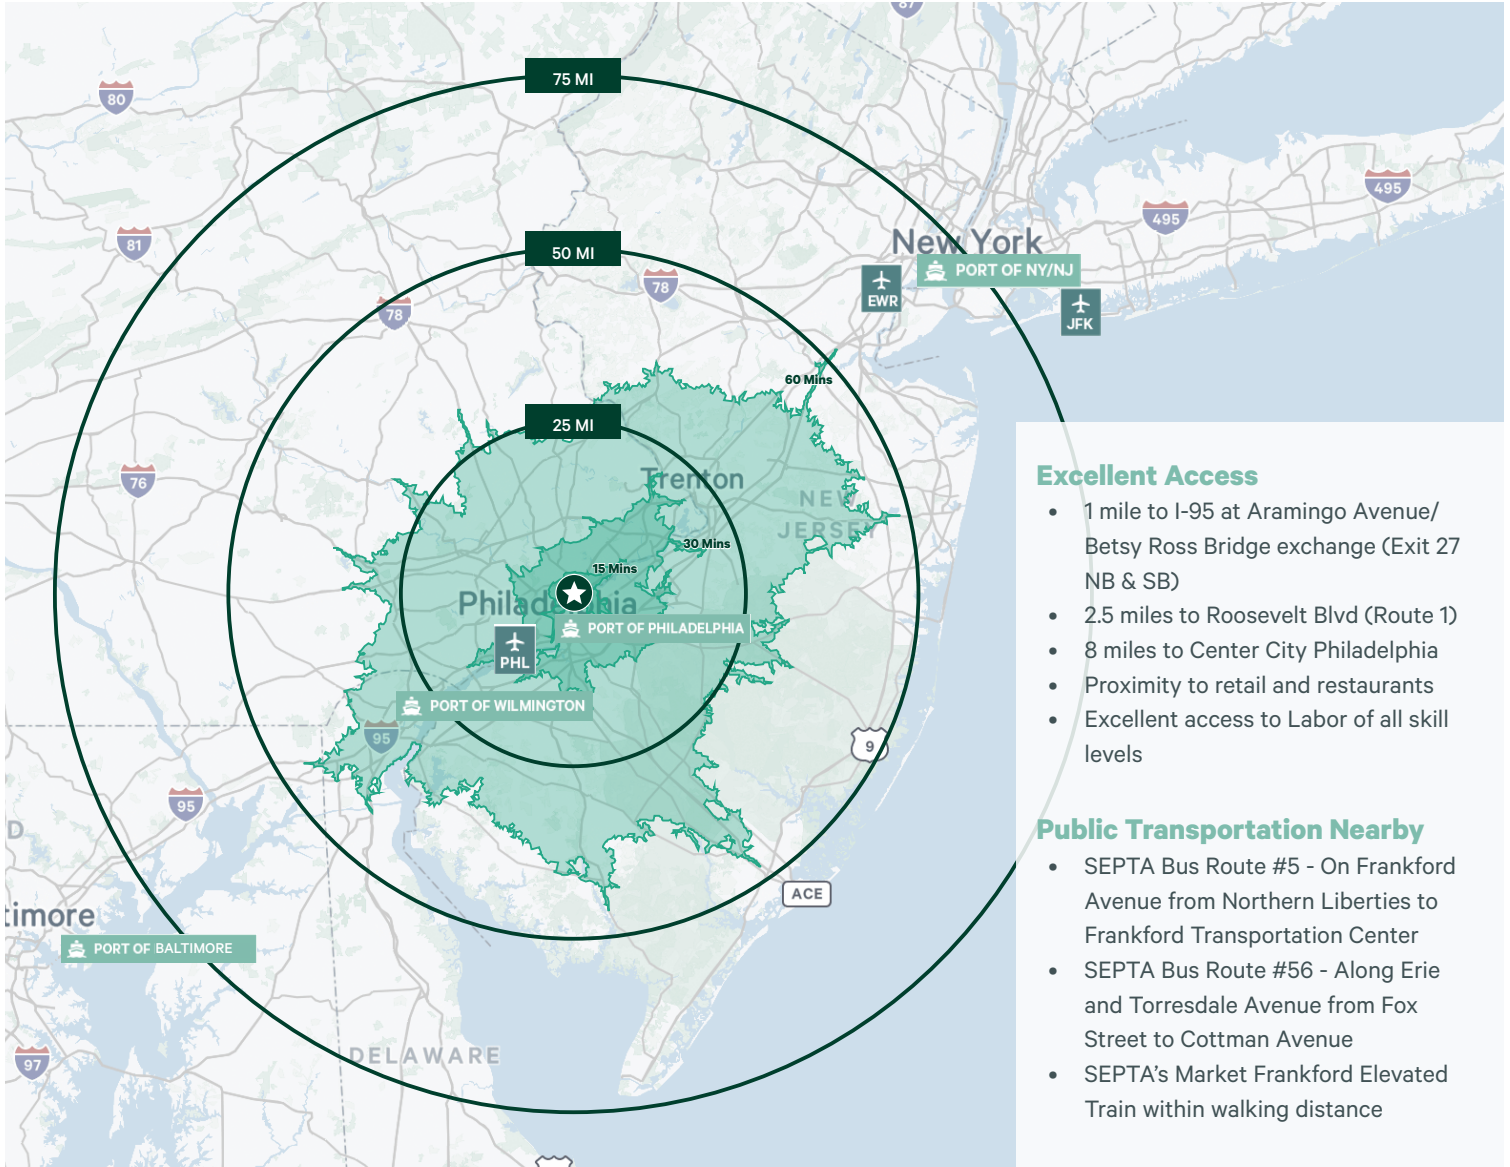 87
75 MI
80
495
495
81
New York
50 MI
PORT OF NY/NJ
78
EWR
78
JFK
60 Mins
25 MI
Trenton
76
NEW
JERSEY
30 Mins
15 Mins
Philadelphia
PORT OF PHILADELPHIA
PHL
PORT OF WILMINGTON
95
9
95
D
ACE
timore
PORT OF BALTIMORE
DELAWARE
97
Excellent Access
• 1 mile to I-95 at Aramingo Avenue/
Betsy Ross Bridge exchange (Exit 27
NB & SB)
• 2.5 miles to Roosevelt Blvd (Route 1)
• 8 miles to Center City Philadelphia
• Proximity to retail and restaurants
• Excellent access to Labor of all skill
levels
Public Transportation Nearby
• SEPTA Bus Route #5 - On Frankford
Avenue from Northern Liberties to
Frankford Transportation Center
• SEPTA Bus Route #56 - Along Erie
and Torresdale Avenue from Fox
Street to Cottman Avenue
• SEPTA’s Market Frankford Elevated
Train within walking distance